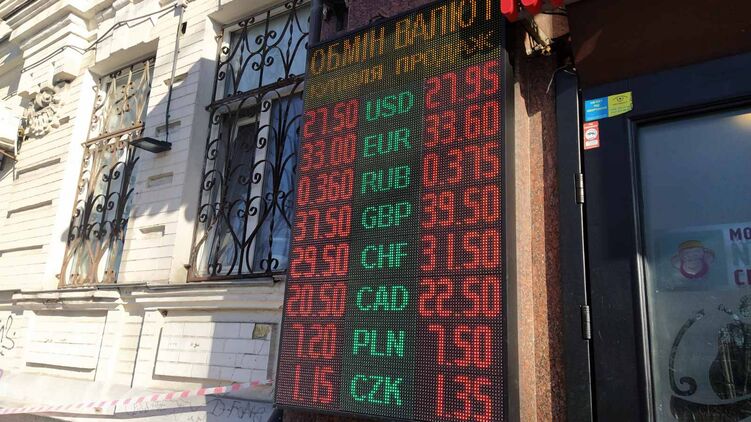 ОБМІН ВАЛЮТ
КУПІВЛЯ ПРОДАЖ
27.50 USD 27.95
33.00 EUR 33.60
0.360 RUB 0.375
37.50 GBP 39.50
29.50 CHF 31.50
20.50 CAD 22.50
7.20 PLN 7.50
1.15 CZK 1.35